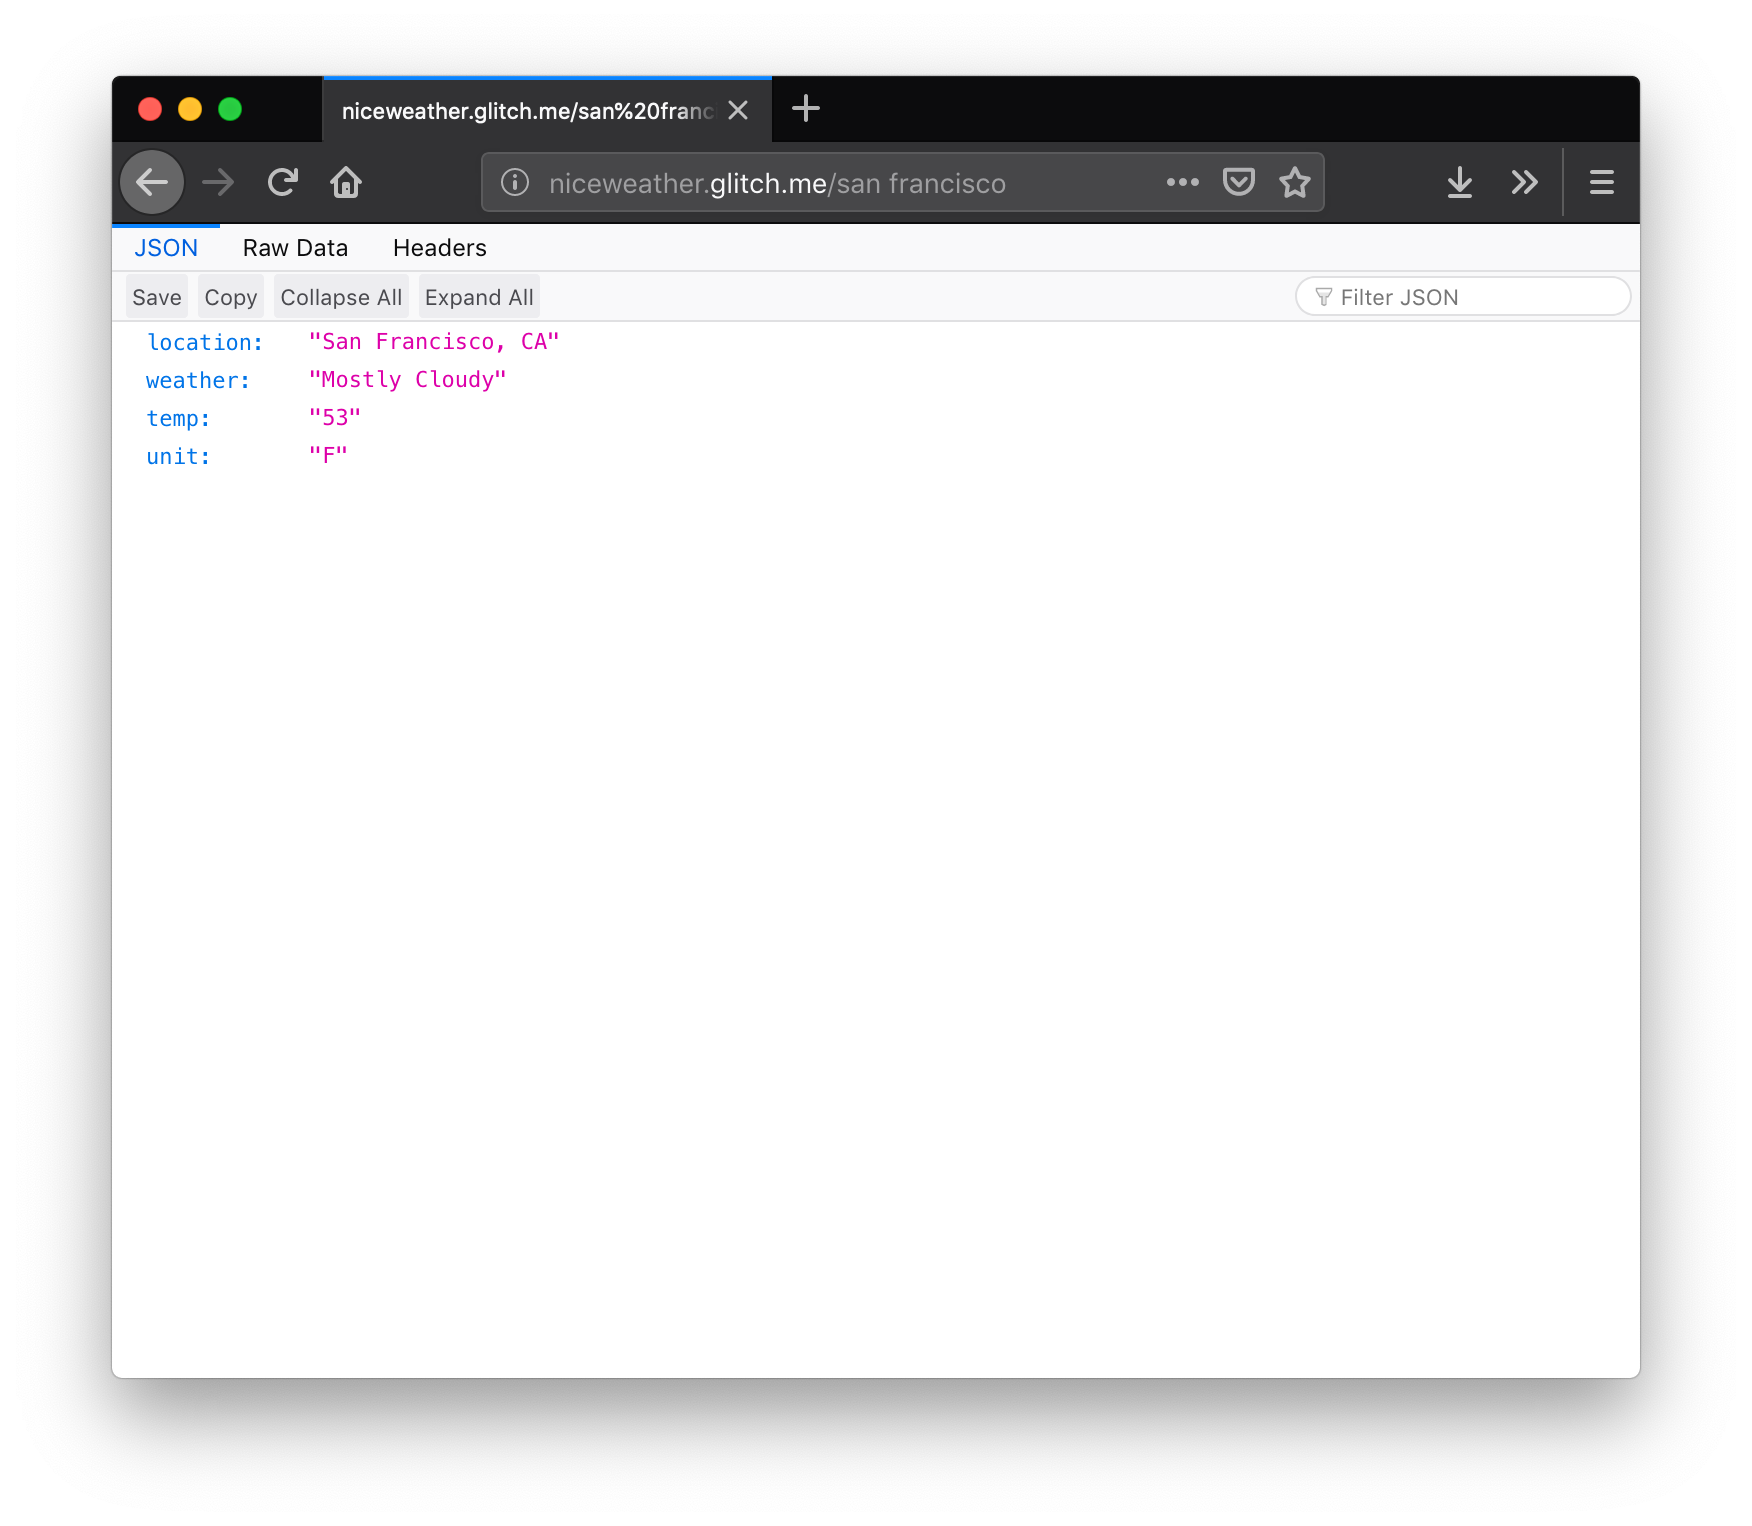 niceweather.glitch.me/san%20franc
niceweather.glitch.me/san francisco
JSON Raw Data Headers
Save Copy Collapse All Expand All Filter JSON
location: "San Francisco, CA"
weather: "Mostly Cloudy"
temp: "53"
unit: "F"